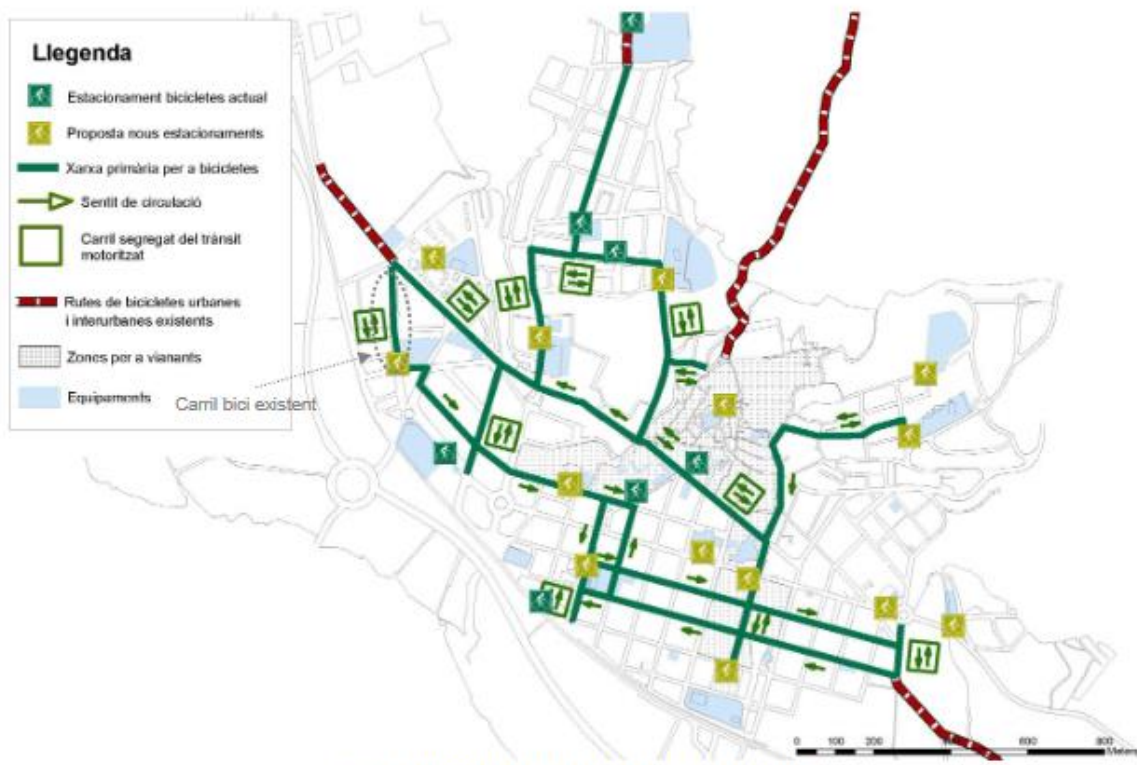 Llegenda
Estacionament bicicletes actual
Proposta nous estacionaments
Xarxa primària per a bicicletes
Sentit de circulació
Carril segregat del trànsit
motoritzat
Rutes de bicicletes urbanes
i interurbanes existents
Zones per a vianants
Equipaments
Carril bici existent
0 100 200 400 600 800
Meters